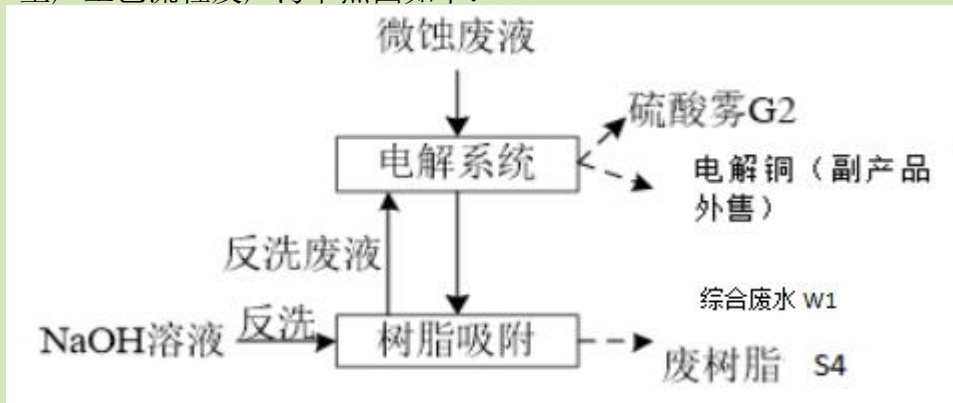 微蚀废液
硫酸雾G2
电解系统
电解铜（副产品
外售）
反洗废液
综合废水 W1
NaOH溶液
反洗
树脂吸附
废树脂 S4